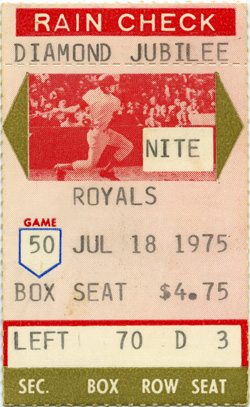 RAIN CHECK
DIAMOND JUBILEE
NITE
ROYALS
GAME
50 JUL 18 1975
BOX SEAT $4.75
LEFT 70 D 3
SEC. BOX ROW SEAT